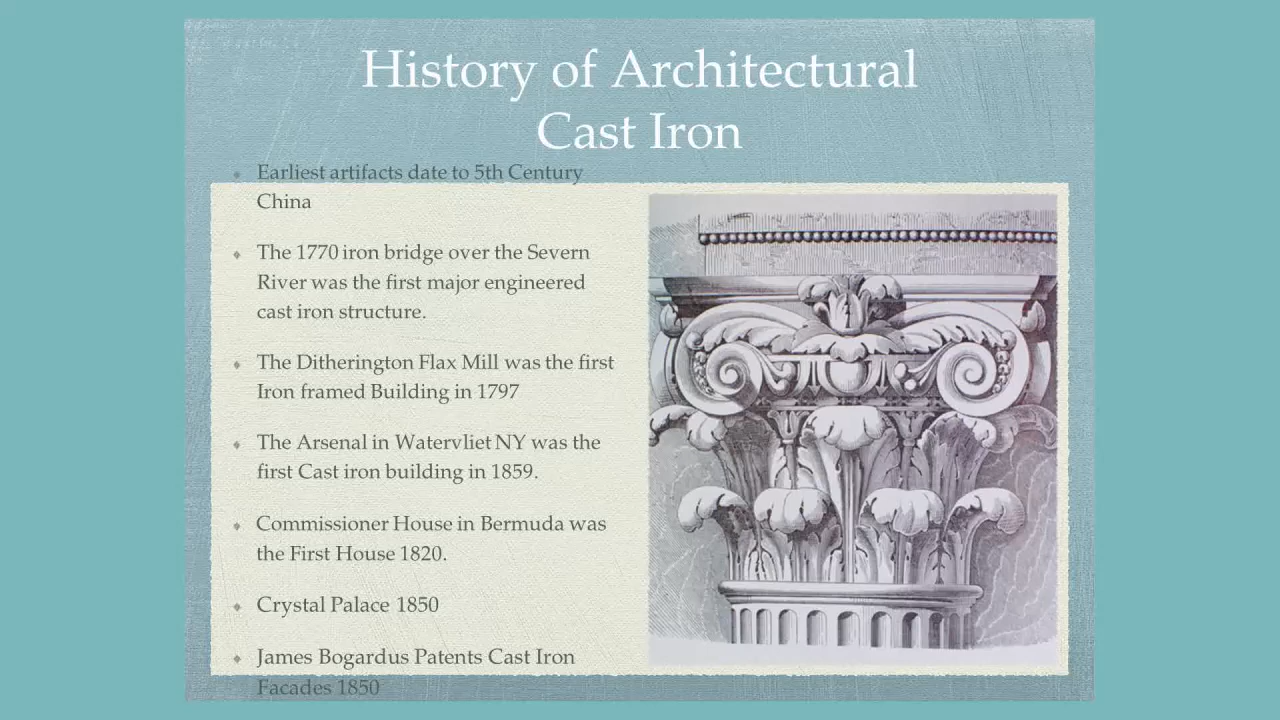 History of Architectural
Cast Iron
Earliest artifacts date to 5th Century
China
The 1770 iron bridge over the Severn
River was the first major engineered
cast iron structure.
The Ditherington Flax Mill was the first
Iron framed Building in 1797
The Arsenal in Watervliet NY was the
first Cast iron building in 1859.
Commissioner House in Bermuda was
the First House 1820.
Crystal Palace 1850
James Bogardus Patents Cast Iron
Facades 1850